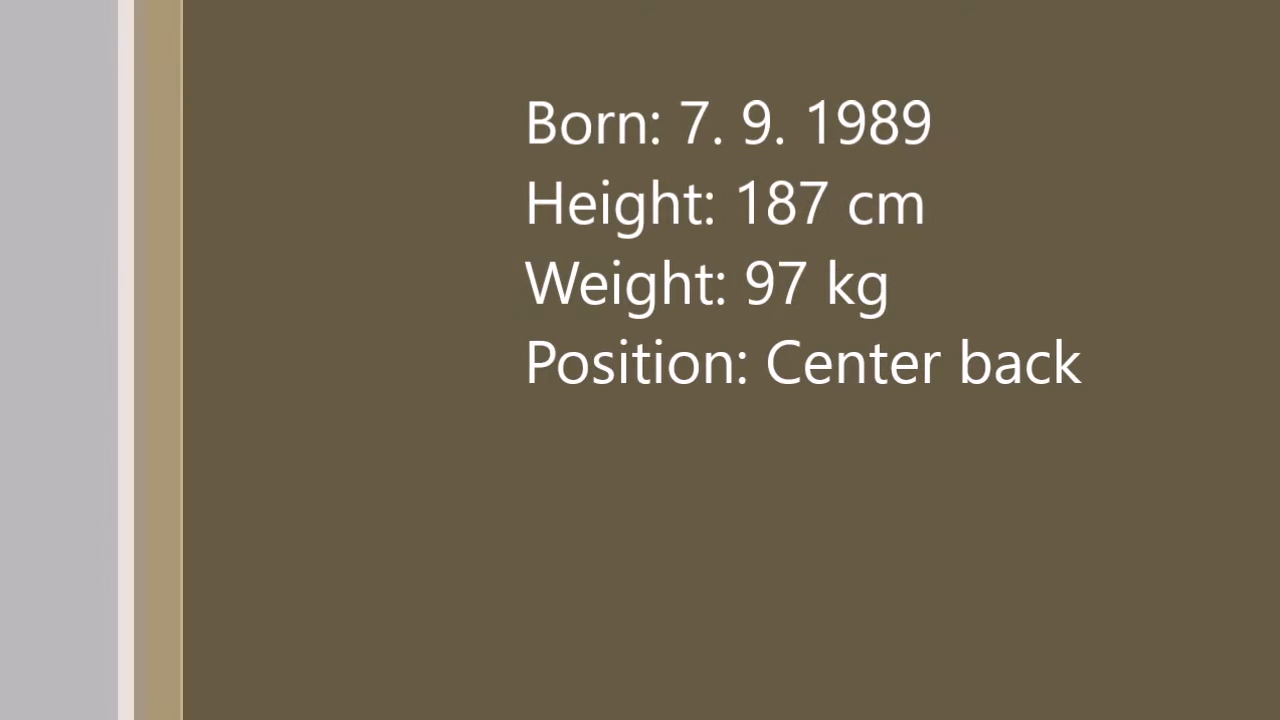 Born: 7. 9. 1989
Height: 187 cm
Weight: 97 kg
Position: Center back